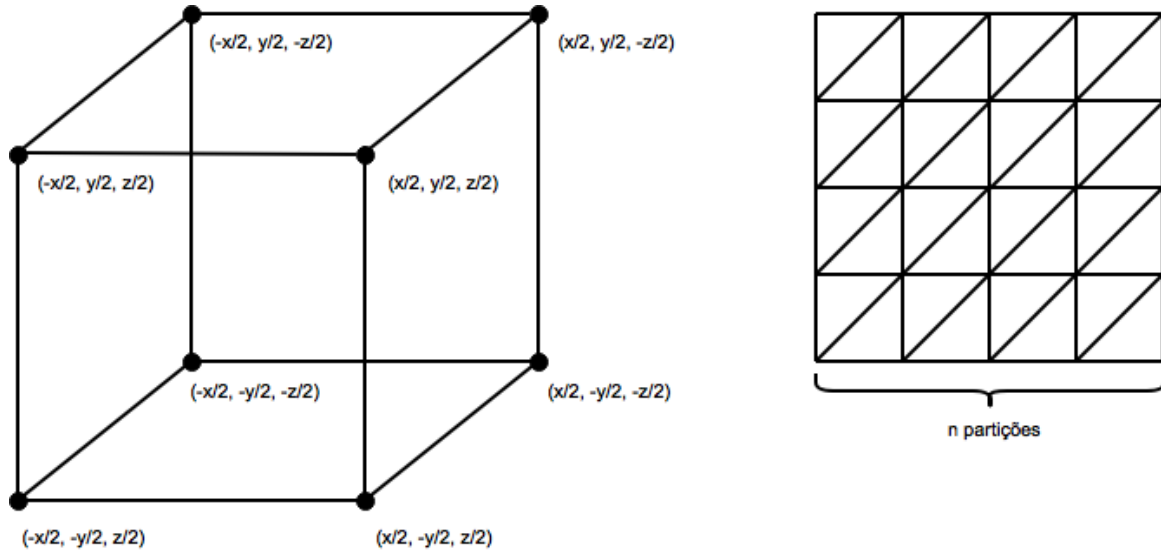 (-x/2, y/2, -z/2)
(x/2, y/2, -z/2)
(-x/2, y/2, z/2)
(x/2, y/2, z/2)
(-x/2, -y/2, -z/2)
(x/2, -y/2, -z/2)
(-x/2, -y/2, z/2)
(x/2, -y/2, z/2)
n partições